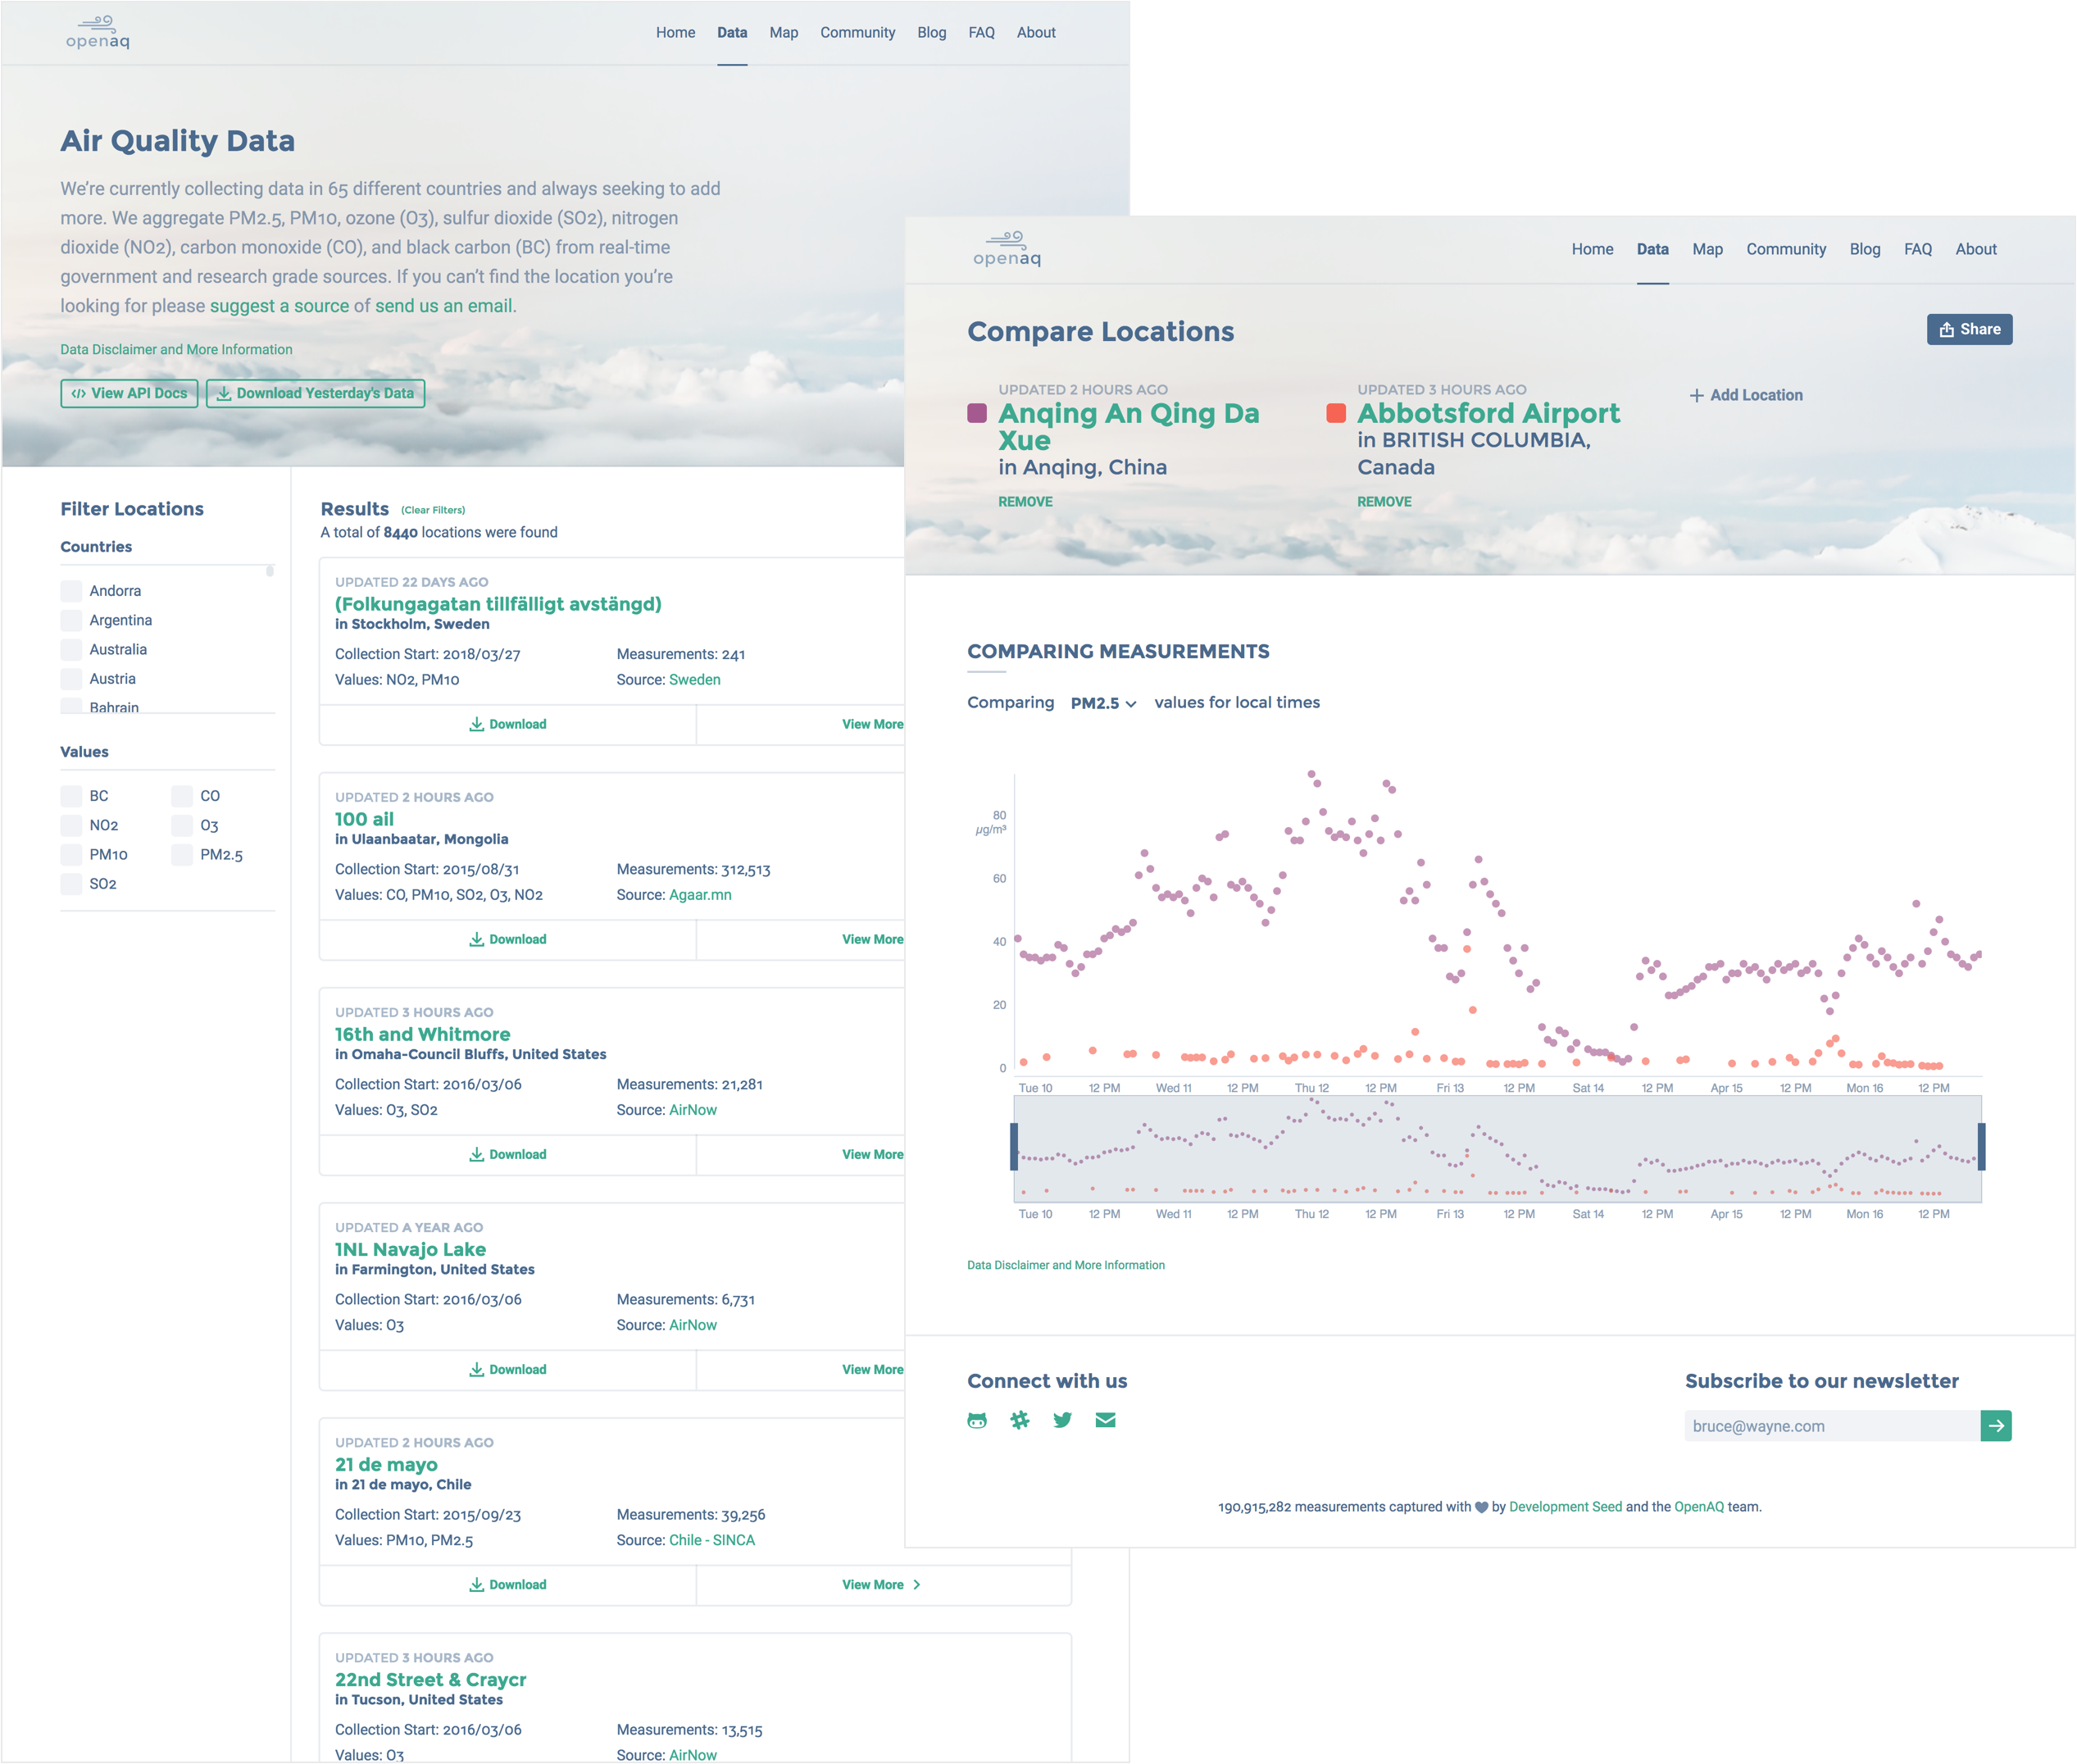 openaq
Home Data Map Community Blog FAQ About
Air Quality Data
We're currently collecting data in 65 different countries and always seeking to add
more. We aggregate PM2.5, PM10, ozone (O3), sulfur dioxide (SO2), nitrogen
dioxide (NO2), carbon monoxide (CO), and black carbon (BC) from real-time
government and research grade sources. If you can't find the location you're
looking for please suggest a source of send us an email.
Data Disclaimer and More Information
View API Docs Download Yesterday's Data
Filter Locations
Countries
Andorra
Argentina
Australia
Austria
Bahrain
Values
BC CO
NO2 O3
PM10 PM2.5
SO2
Results (Clear Filters)
A total of 8440 locations were found
UPDATED 22 DAYS AGO
(Folkungagatan tillfälligt avstängd)
in Stockholm, Sweden
Collection Start: 2018/03/27 Measurements: 241
Values: NO2, PM10 Source: Sweden
Download View More
UPDATED 2 HOURS AGO
100 ail
in Ulaanbaatar, Mongolia
Collection Start: 2015/08/31 Measurements: 312,513
Values: CO, PM10, SO2, O3, NO2 Source: Agaar.mn
Download View More
UPDATED 3 HOURS AGO
16th and Whitmore
in Omaha-Council Bluffs, United States
Collection Start: 2016/03/06 Measurements: 21,281
Values: O3, SO2 Source: AirNow
Download View More
UPDATED A YEAR AGO
1NL Navajo Lake
in Farmington, United States
Collection Start: 2016/03/06 Measurements: 6,731
Values: O3 Source: AirNow
Download View More
UPDATED 2 HOURS AGO
21 de mayo
in 21 de mayo, Chile
Collection Start: 2015/09/23 Measurements: 39,256
Values: PM10, PM2.5 Source: Chile - SINCA
Download View More
UPDATED 3 HOURS AGO
22nd Street & Craycr
in Tucson, United States
Collection Start: 2016/03/06 Measurements: 13,515
Values: O3 Source: AirNow
openaq
Home Data Map Community Blog FAQ About
Compare Locations
Share
UPDATED 2 HOURS AGO
Anqing An Qing Da
Xue
in Anqing, China
REMOVE
UPDATED 3 HOURS AGO
Abbotsford Airport
in BRITISH COLUMBIA,
Canada
REMOVE
Add Location
COMPARING MEASUREMENTS
Comparing PM2.5 values for local times
80
µg/m³
60
40
20
0
Tue 10 12 PM Wed 11 12 PM Thu 12 12 PM Fri 13 12 PM Sat 14 12 PM Apr 15 12 PM Mon 16 12 PM
Tue 10 12 PM Wed 11 12 PM Thu 12 12 PM Fri 13 12 PM Sat 14 12 PM Apr 15 12 PM Mon 16 12 PM
Data Disclaimer and More Information
Connect with us
Subscribe to our newsletter
bruce@wayne.com
190,915,282 measurements captured with by Development Seed and the OpenAQ team.